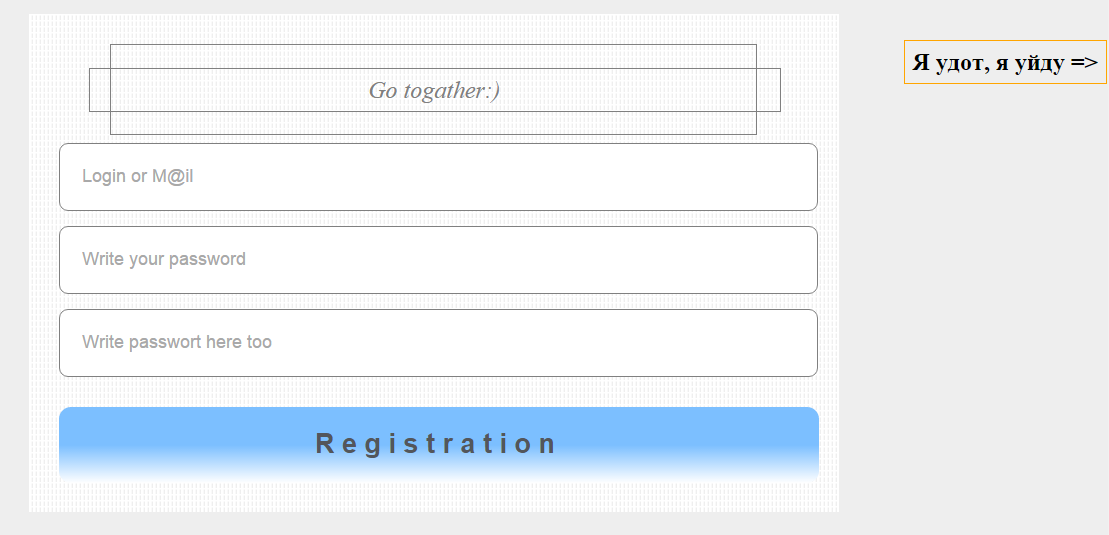 Go togather:)
Я удот, я уйду =>
Login or M@il
Write your password
Write passwort here too
Registration